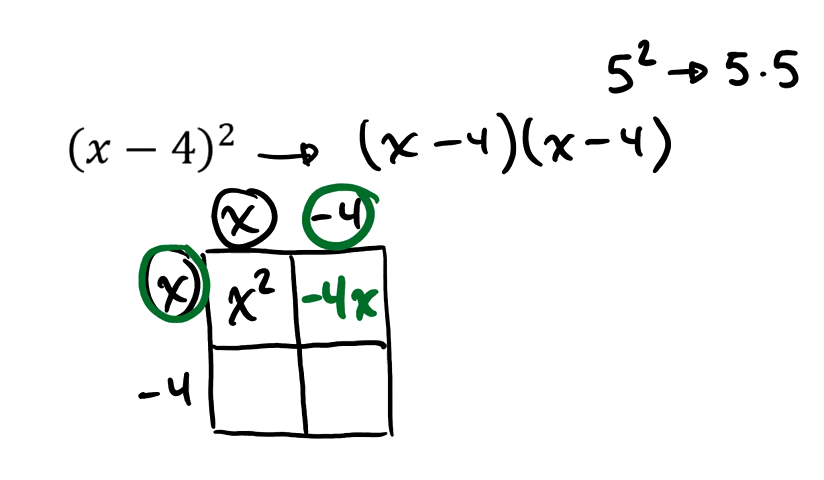 5² → 5·5
(x − 4)² → (x − 4)(x − 4)
x −4
x x² −4x
−4